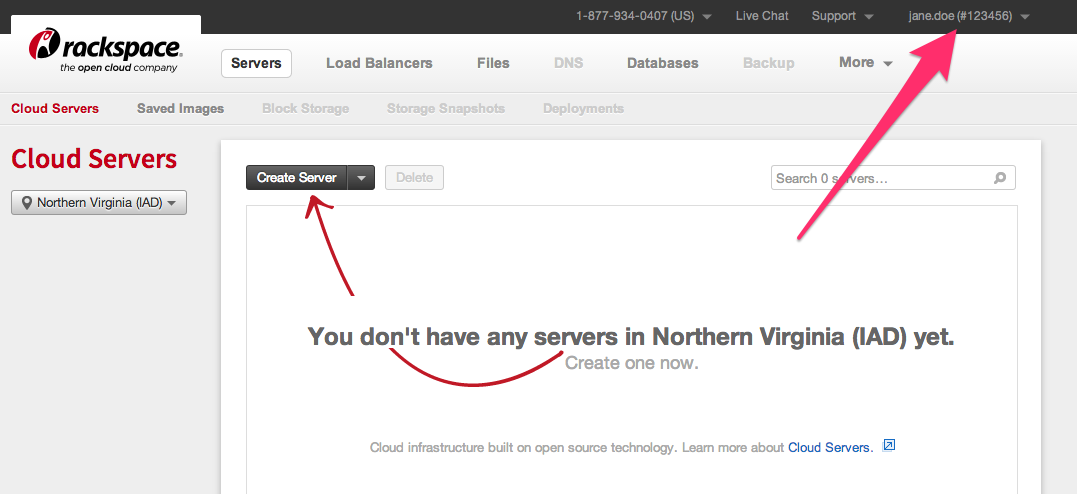 1-877-934-0407 (US) Live Chat Support jane.doe (#123456)
rackspace.
the open cloud company
Servers Load Balancers Files DNS Databases Backup More
Cloud Servers Saved Images Block Storage Storage Snapshots Deployments
Cloud Servers
Northern Virginia (IAD)
Create Server Delete Search 0 servers...
You don't have any servers in Northern Virginia (IAD) yet.
Create one now.
Cloud infrastructure built on open source technology. Learn more about Cloud Servers.